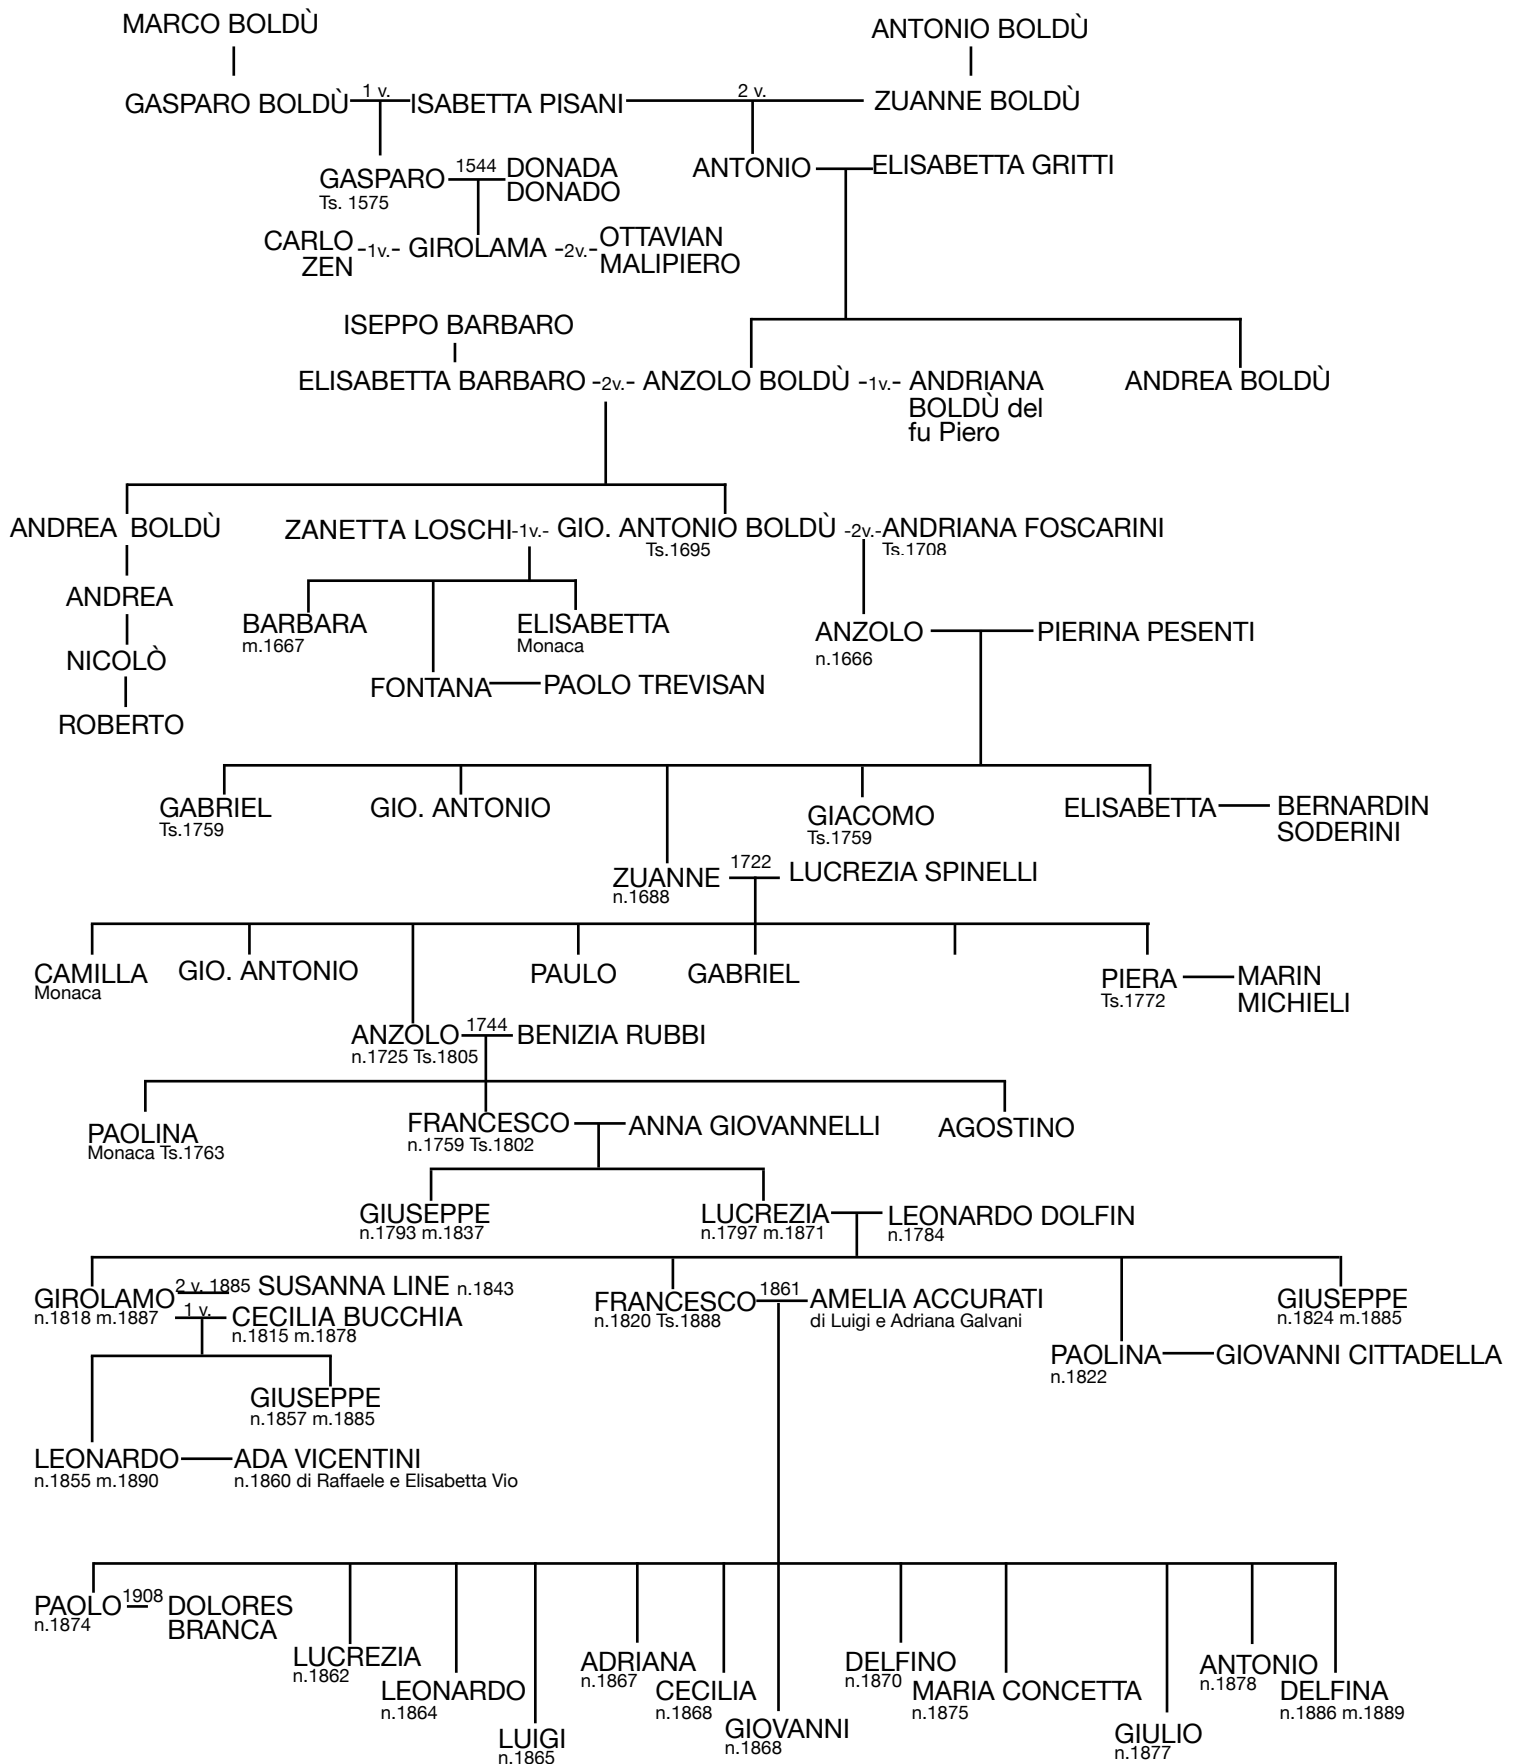 MARCO BOLDÙ
ANTONIO BOLDÙ
GASPARO BOLDÙ 1 v. ISABETTA PISANI 2 v. ZUANNE BOLDÙ
GASPARO 1544 DONADA
DONADO
Ts. 1575
ANTONIO ELISABETTA GRITTI
CARLO
ZEN
-1v.- GIROLAMA -2v.- OTTAVIAN
MALIPIERO
ISEPPO BARBARO
ELISABETTA BARBARO -2v.- ANZOLO BOLDÙ -1v.- ANDRIANA
BOLDÙ del
fu Piero
ANDREA BOLDÙ
ANDREA BOLDÙ
ZANETTA LOSCHI -1v.- GIO. ANTONIO BOLDÙ -2v.- ANDRIANA FOSCARINI
Ts.1695
Ts.1708
ANDREA
NICOLÒ
ROBERTO
BARBARA
m.1667
ELISABETTA
Monaca
FONTANA PAOLO TREVISAN
ANZOLO PIERINA PESENTI
n.1666
GABRIEL
Ts.1759
GIO. ANTONIO
GIACOMO
Ts.1759
ELISABETTA BERNARDIN
SODERINI
ZUANNE 1722 LUCREZIA SPINELLI
n.1688
CAMILLA
Monaca
GIO. ANTONIO
PAULO
GABRIEL
PIERA MARIN
MICHIELI
Ts.1772
ANZOLO 1744 BENIZIA RUBBI
n.1725 Ts.1805
PAOLINA
Monaca Ts.1763
FRANCESCO ANNA GIOVANNELLI
n.1759 Ts.1802
AGOSTINO
GIUSEPPE
n.1793 m.1837
LUCREZIA LEONARDO DOLFIN
n.1797 m.1871
n.1784
GIROLAMO 2 v. 1885 SUSANNA LINE n.1843
n.1818 m.1887
1 v. CECILIA BUCCHIA
n.1815 m.1878
FRANCESCO 1861 AMELIA ACCURATI
n.1820 Ts.1888
di Luigi e Adriana Galvani
GIUSEPPE
n.1824 m.1885
PAOLINA GIOVANNI CITTADELLA
n.1822
GIUSEPPE
n.1857 m.1885
LEONARDO ADA VICENTINI
n.1855 m.1890
n.1860 di Raffaele e Elisabetta Vio
PAOLO 1908 DOLORES
BRANCA
n.1874
LUCREZIA
n.1862
LEONARDO
n.1864
LUIGI
n.1865
ADRIANA
n.1867
CECILIA
n.1868
GIOVANNI
n.1868
DELFINO
n.1870
MARIA CONCETTA
n.1875
GIULIO
n.1877
ANTONIO
n.1878
DELFINA
n.1886 m.1889